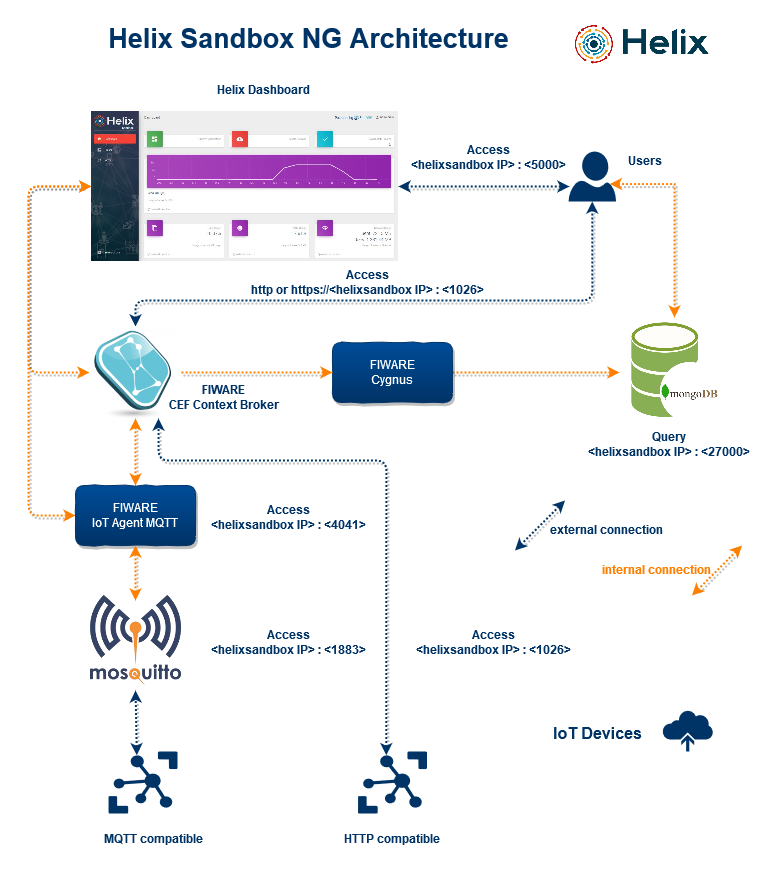 Helix Sandbox NG Architecture
Helix
Helix Dashboard
Helix
Access
<helixsandbox IP> : <5000>
Users
Access
http or https://<helixsandbox IP> : <1026>
FIWARE
CEF Context Broker
FIWARE
Cygnus
mongoDB
Query
<helixsandbox IP> : <27000>
FIWARE
IoT Agent MQTT
Access
<helixsandbox IP> : <4041>
external connection
internal connection
mosquitto
Access
<helixsandbox IP> : <1883>
Access
<helixsandbox IP> : <1026>
IoT Devices
MQTT compatible
HTTP compatible